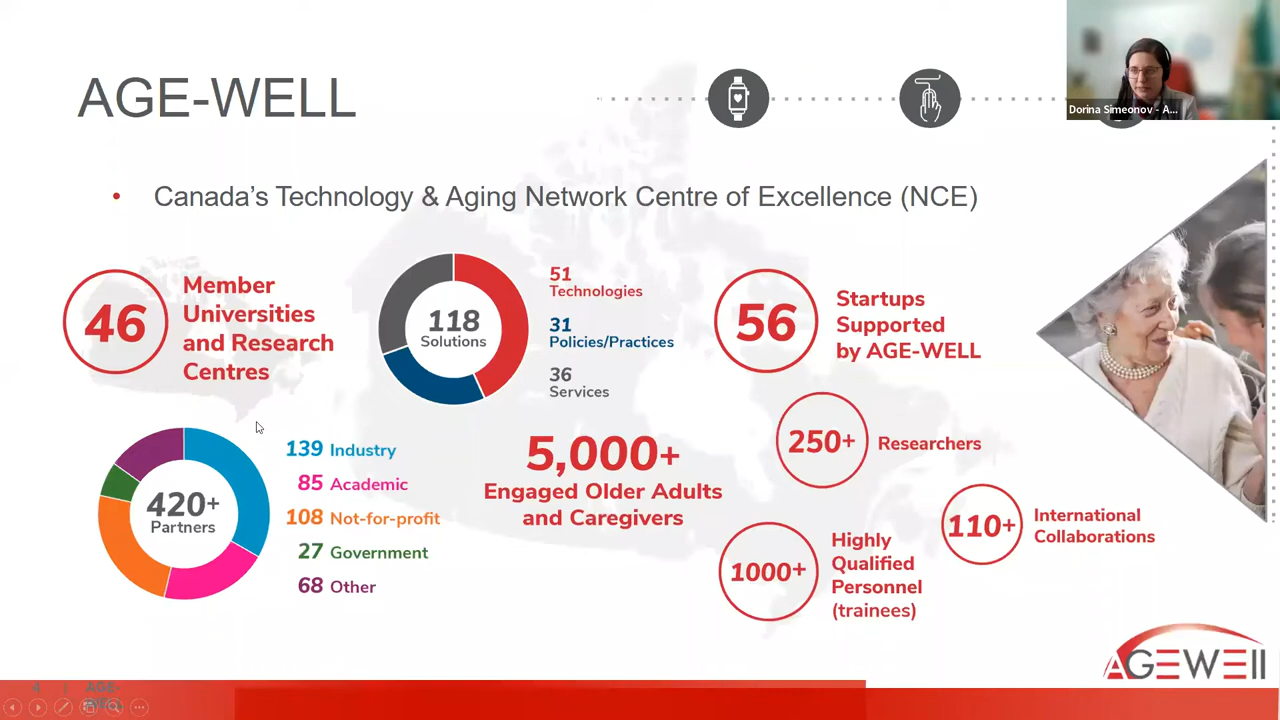 AGE-WELL
Dorina Simeonov - A...
• Canada's Technology & Aging Network Centre of Excellence (NCE)
46
Member
Universities
and Research
Centres
118
Solutions
51
Technologies
31
Policies/Practices
36
Services
56
Startups
Supported
by AGE-WELL
420+
Partners
139 Industry
85 Academic
108 Not-for-profit
27 Government
68 Other
5,000+
Engaged Older Adults
and Caregivers
250+
Researchers
110+
International
Collaborations
1000+
Highly
Qualified
Personnel
(trainees)
AGEWELL
4 | AGE-
WELL